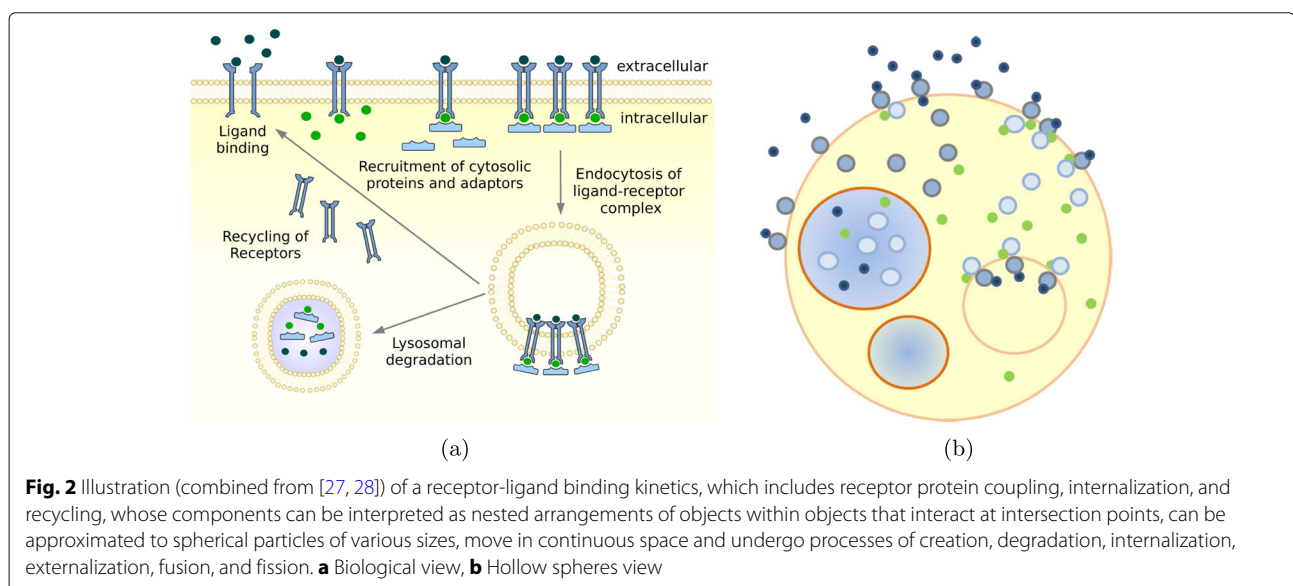 extracellular
intracellular
Ligand
binding
Recruitment of cytosolic
proteins and adaptors
Endocytosis of
ligand-receptor
complex
Recycling of
Receptors
Lysosomal
degradation
(a)
(b)
Fig. 2 Illustration (combined from [27, 28]) of a receptor-ligand binding kinetics, which includes receptor protein coupling, internalization, and
recycling, whose components can be interpreted as nested arrangements of objects within objects that interact at intersection points, can be
approximated to spherical particles of various sizes, move in continuous space and undergo processes of creation, degradation, internalization,
externalization, fusion, and fission. a Biological view, b Hollow spheres view